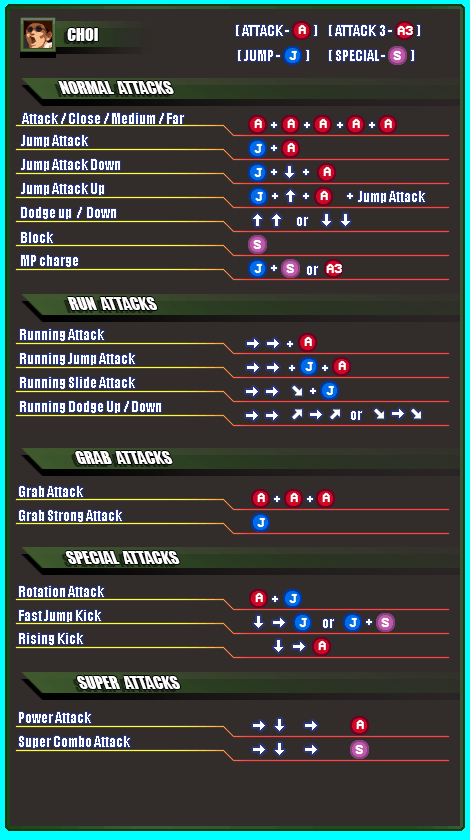 CHOI
[ ATTACK - A ] [ ATTACK 3 - A3 ]
[ JUMP - J ] [ SPECIAL - S ]
NORMAL ATTACKS
Attack / Close / Medium / Far A + A + A + A + A
Jump Attack J + A
Jump Attack Down J + ↓ + A
Jump Attack Up J + ↑ + A + Jump Attack
Dodge up / Down ↑ ↑ or ↓ ↓
Block S
MP charge J + S or A3
RUN ATTACKS
Running Attack → → + A
Running Jump Attack → → + J + A
Running Slide Attack → → ↘ + J
Running Dodge Up / Down → → ↗ → ↗ or ↘ → ↘
GRAB ATTACKS
Grab Attack A + A + A
Grab Strong Attack J
SPECIAL ATTACKS
Rotation Attack A + J
Fast Jump Kick ↓ → J or J + S
Rising Kick ↓ → A
SUPER ATTACKS
Power Attack → ↓ → A
Super Combo Attack → ↓ → S